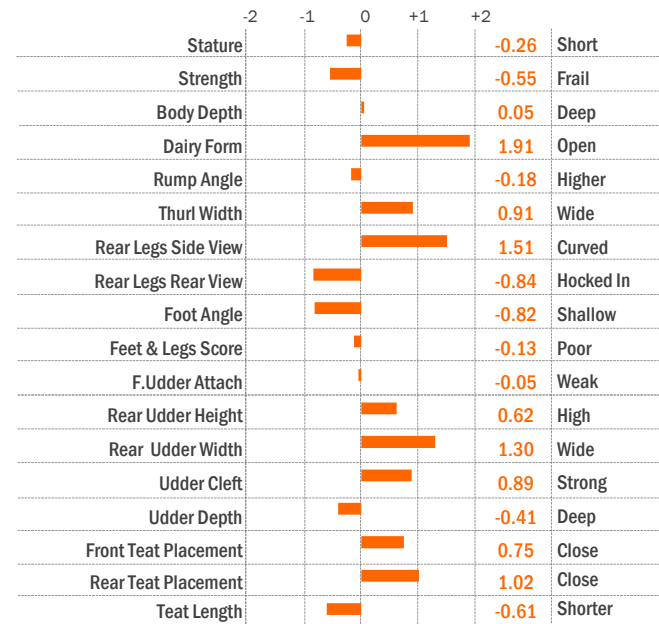 -2 -1 0 +1 +2
Stature -0.26 Short
Strength -0.55 Frail
Body Depth 0.05 Deep
Dairy Form 1.91 Open
Rump Angle -0.18 Higher
Thurl Width 0.91 Wide
Rear Legs Side View 1.51 Curved
Rear Legs Rear View -0.84 Hocked In
Foot Angle -0.82 Shallow
Feet & Legs Score -0.13 Poor
F.Udder Attach -0.05 Weak
Rear Udder Height 0.62 High
Rear Udder Width 1.30 Wide
Udder Cleft 0.89 Strong
Udder Depth -0.41 Deep
Front Teat Placement 0.75 Close
Rear Teat Placement 1.02 Close
Teat Length -0.61 Shorter